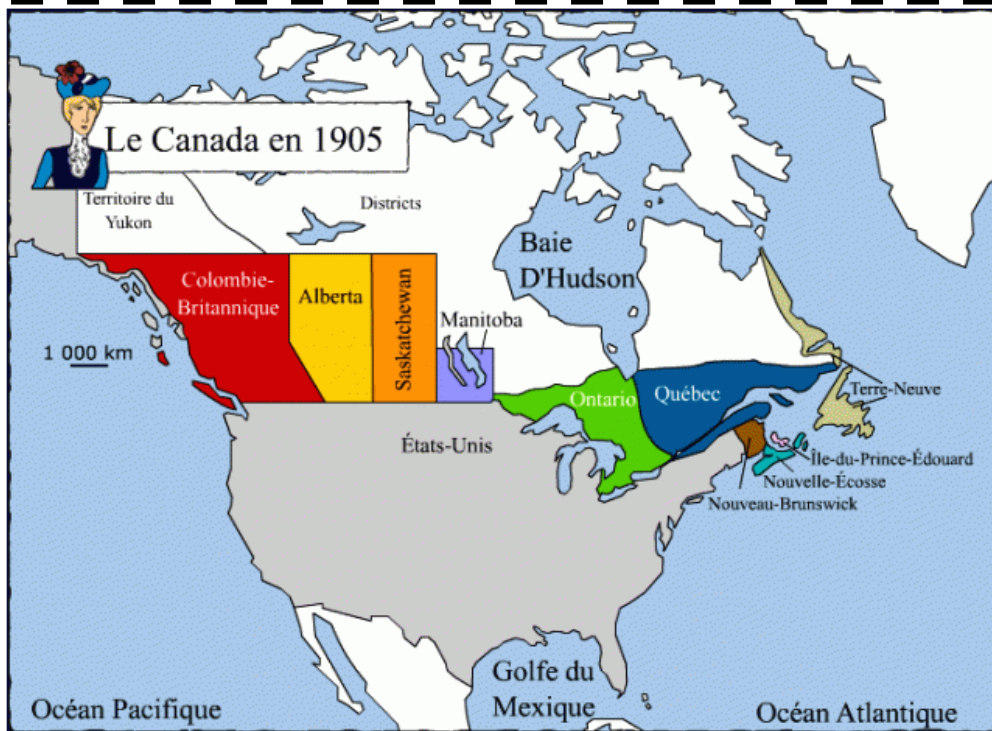 Le Canada en 1905
Territoire du
Yukon
Districts
Baie
D'Hudson
Colombie-
Britannique
Alberta
Saskatchewan
Manitoba
1 000 km
Ontario
Québec
Terre-Neuve
États-Unis
Île-du-Prince-Édouard
Nouvelle-Écosse
Nouveau-Brunswick
Golfe du
Mexique
Océan Pacifique
Océan Atlantique